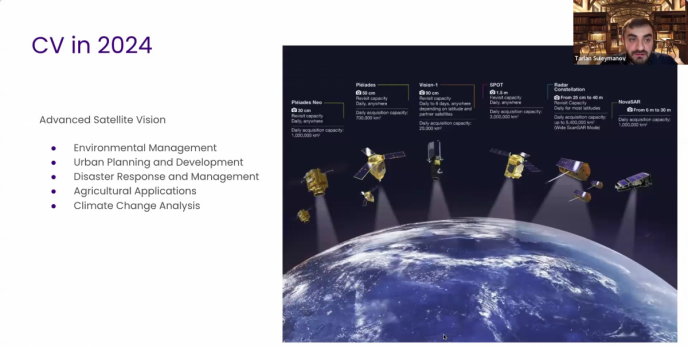 CV in 2024
Tarlan Suleymanov
Advanced Satellite Vision
● Environmental Management
● Urban Planning and Development
● Disaster Response and Management
● Agricultural Applications
● Climate Change Analysis
Pléiades Neo
30 cm
Revisit capacity
Daily, anywhere
Daily acquisition capacity:
1,000,000 km²
Pléiades
50 cm
Revisit capacity
Daily, anywhere
Daily acquisition capacity:
700,000 km²
Vision-1
90 cm
Revisit capacity
Daily to 8 days, anywhere
depending on latitude and
partner satellites
Daily acquisition capacity:
20,000 km²
SPOT
1.5 m
Revisit capacity
Daily, anywhere
Daily acquisition capacity:
3,000,000 km²
Radar
Constellation
From 25 cm to 40 m
Revisit Capacity
Daily for most latitudes
Daily acquisition capacity:
(Wide ScanSAR Mode)
NovaSAR
From 6 m to 30 m
Daily acquisition capacity:
1,000,000 km²